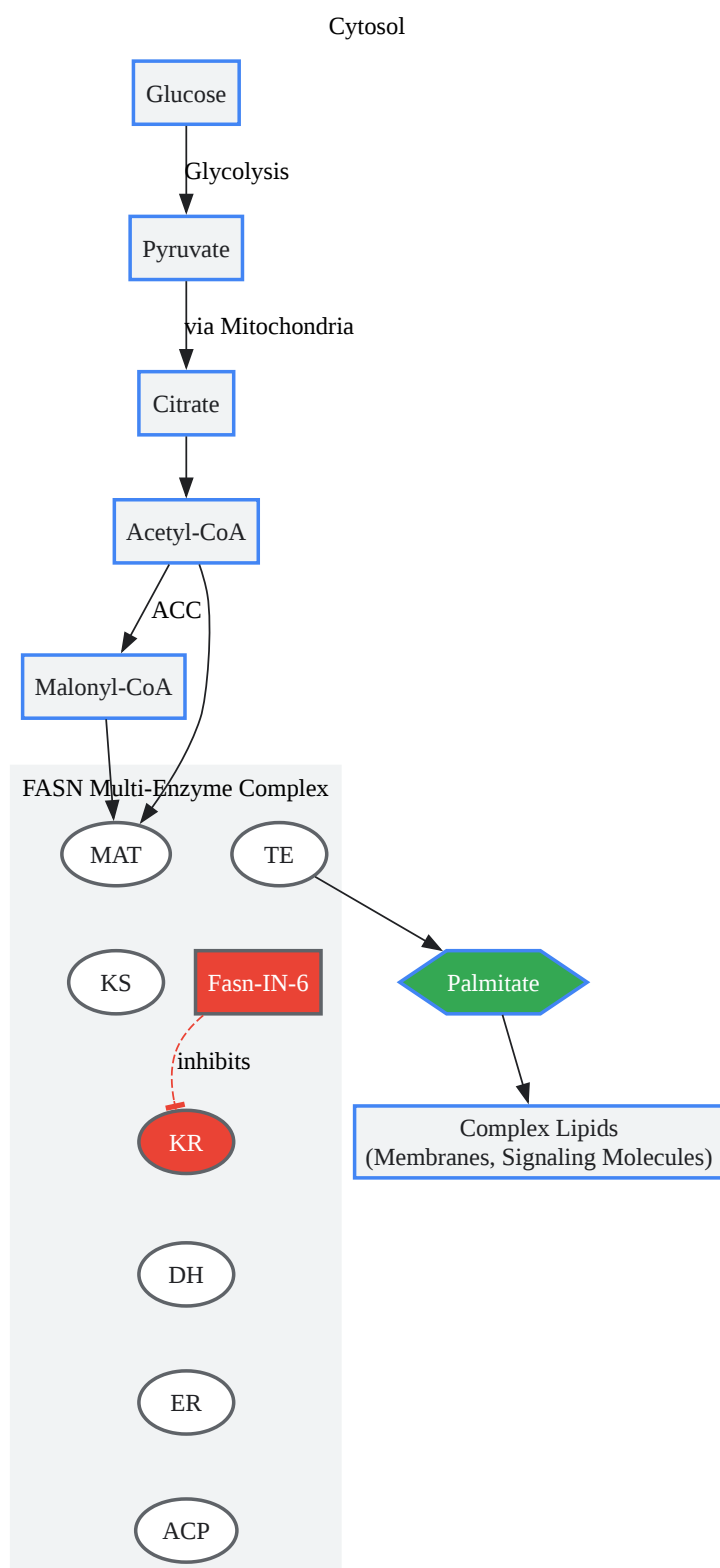 Cytosol
Glucose
Glycolysis
Pyruvate
via Mitochondria
Citrate
Acetyl-CoA
ACC
Malonyl-CoA
FASN Multi-Enzyme Complex
MAT
TE
KS
Fasn-IN-6
Palmitate
inhibits
KR
Complex Lipids
(Membranes, Signaling Molecules)
DH
ER
ACP